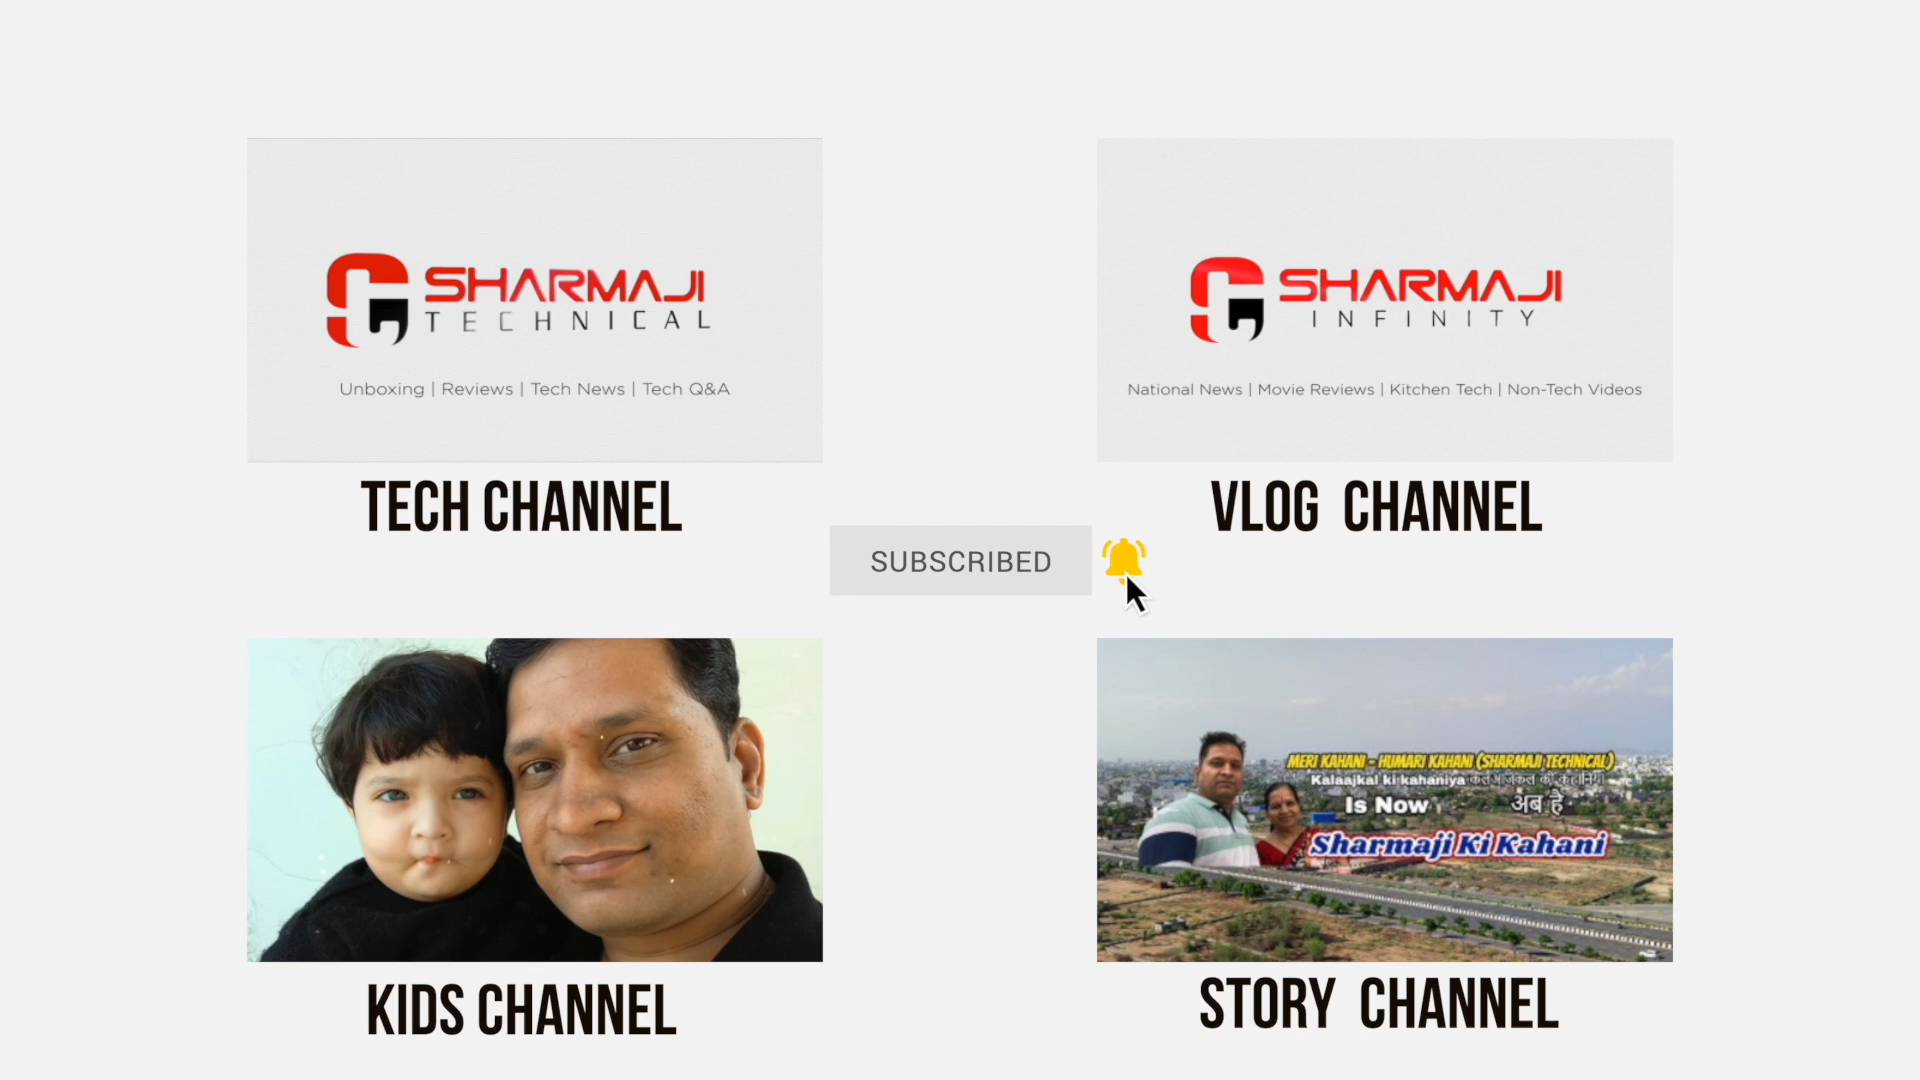 SHARMAJI
TECHNICAL
Unboxing | Reviews | Tech News | Tech Q&A
TECH CHANNEL
SHARMAJI
INFINITY
National News | Movie Reviews | Kitchen Tech | Non-Tech Videos
VLOG CHANNEL
SUBSCRIBED
KIDS CHANNEL
MERI KAHANI - HUMARI KAHANI (SHARMAJI TECHNICAL)
Kalaajkal ki kahaniya कलआजकल की कहानियां
Is Now अब है
Sharmaji Ki Kahani
STORY CHANNEL